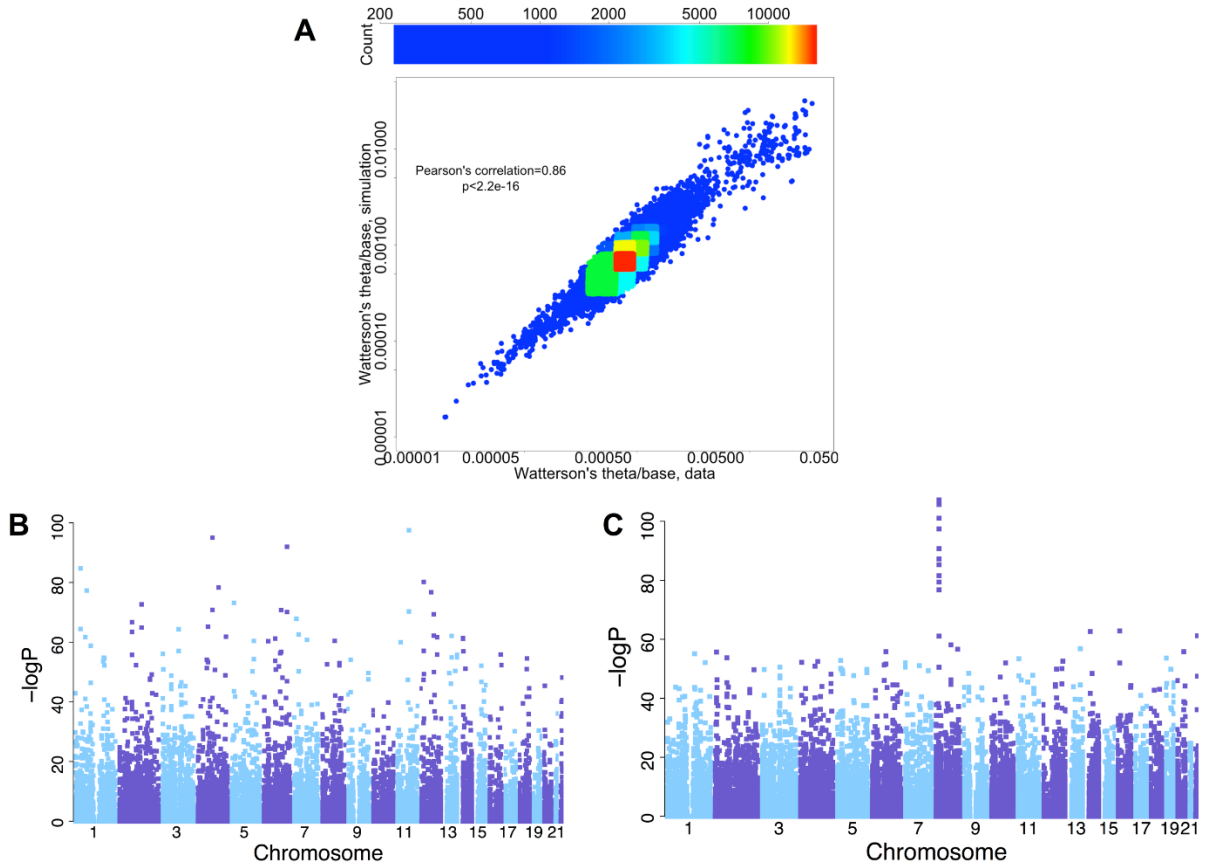 A
200 500 1000 2000 5000 10000
Count
Watterson's theta/base, simulation
0.01000
0.00100
0.00010
0.00001
Pearson's correlation=0.86
p<2.2e-16
0.00001 0.00005 0.00050 0.00500 0.050
Watterson's theta/base, data
B
−logP
100
80
60
40
20
0
1 3 5 7 9 11 13 15 17 19 21
Chromosome
C
−logP
100
80
60
40
20
0
1 3 5 7 9 11 13 15 17 19 21
Chromosome